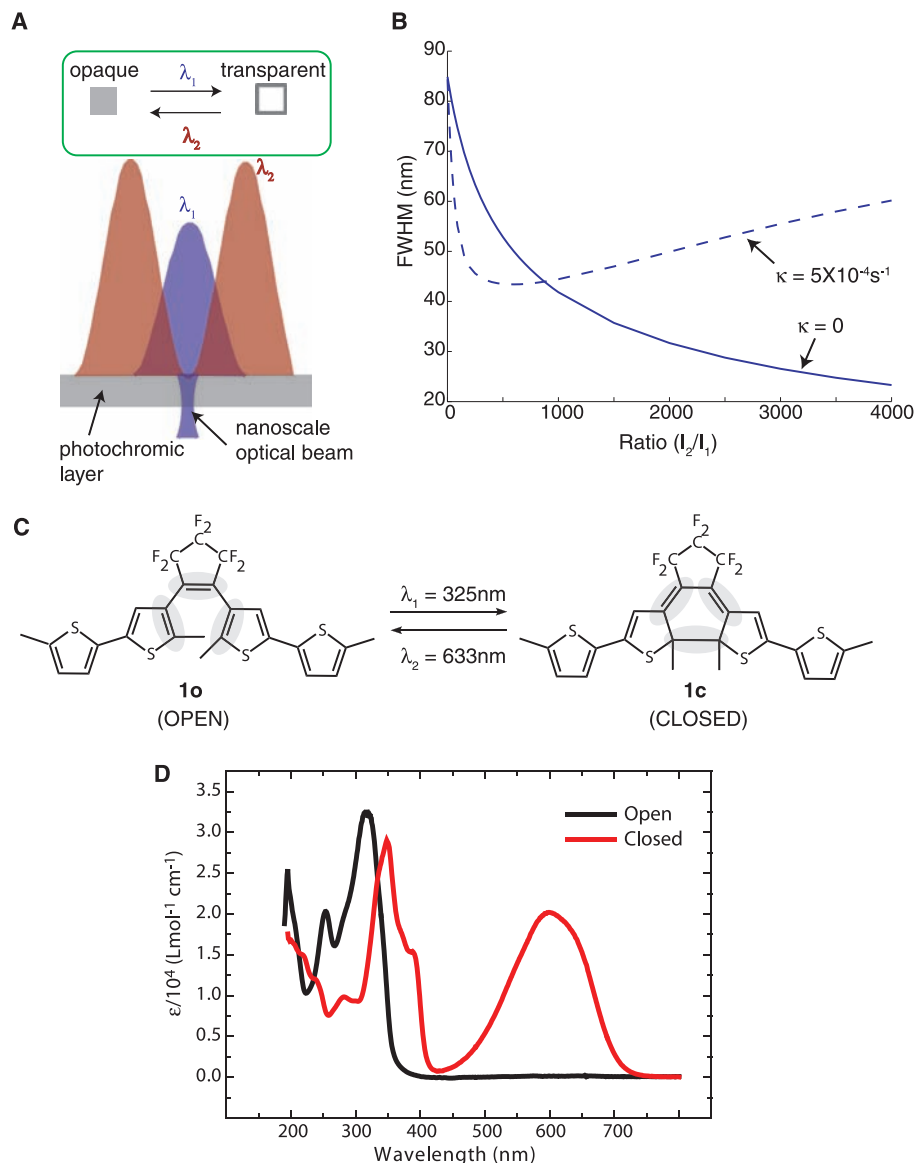 A
opaque
λ1
transparent
λ2
λ2
λ1
photochromic
layer
nanoscale
optical beam
B
90
80
70
60
50
40
30
20
FWHM (nm)
κ = 5X10-4s-1
κ = 0
0
1000
2000
3000
4000
Ratio (I2/I1)
C
F2
C
F2C
CF2
S
S
S
S
1o
(OPEN)
λ1 = 325nm
λ2 = 633nm
F2
C
F2C
CF2
S
S
S
S
1c
(CLOSED)
D
3.5
3.0
2.5
2.0
1.5
1.0
0.5
0.0
ε/10⁴ (Lmol-1 cm-1)
Open
Closed
200
300
400
500
600
700
Wavelength (nm)